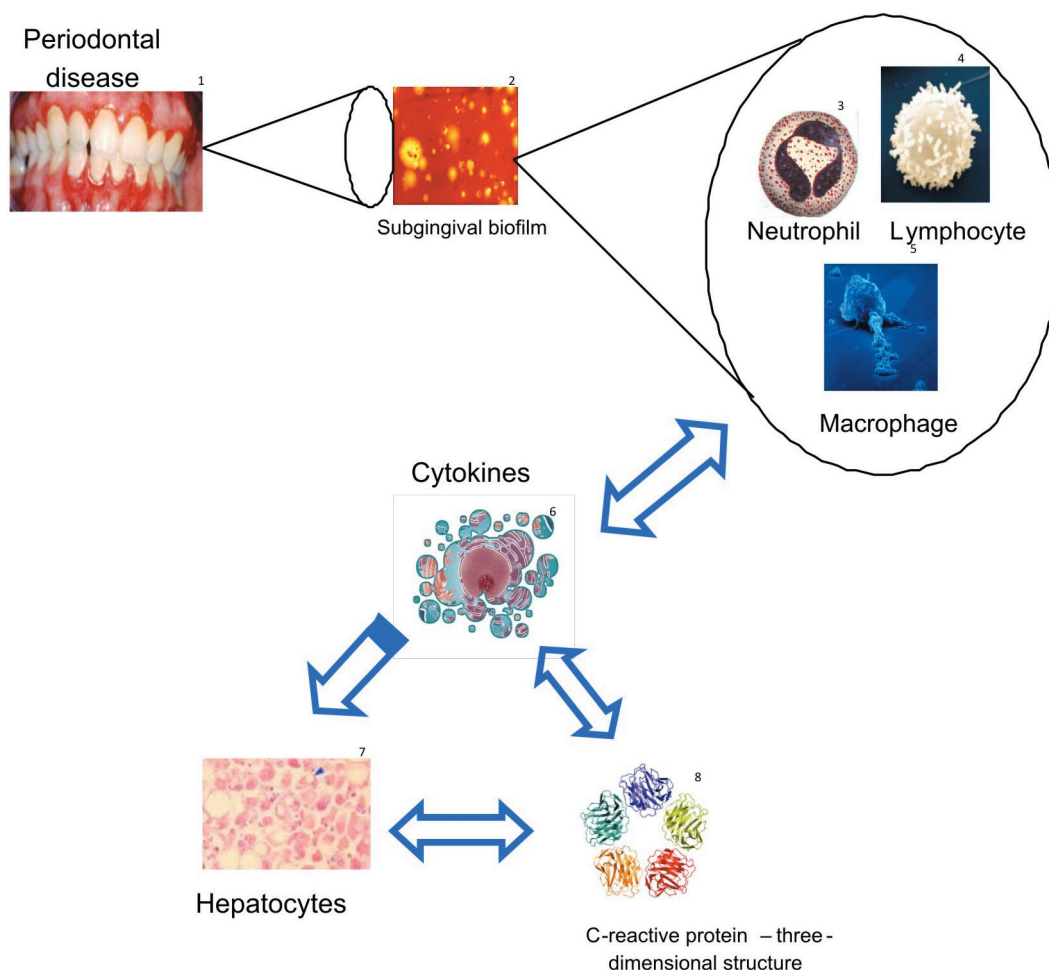 Periodontal
disease
1
2
Subgingival biofilm
3
4
Neutrophil
Lymphocyte
5
Macrophage
Cytokines
6
7
Hepatocytes
8
C-reactive protein – three-
dimensional structure